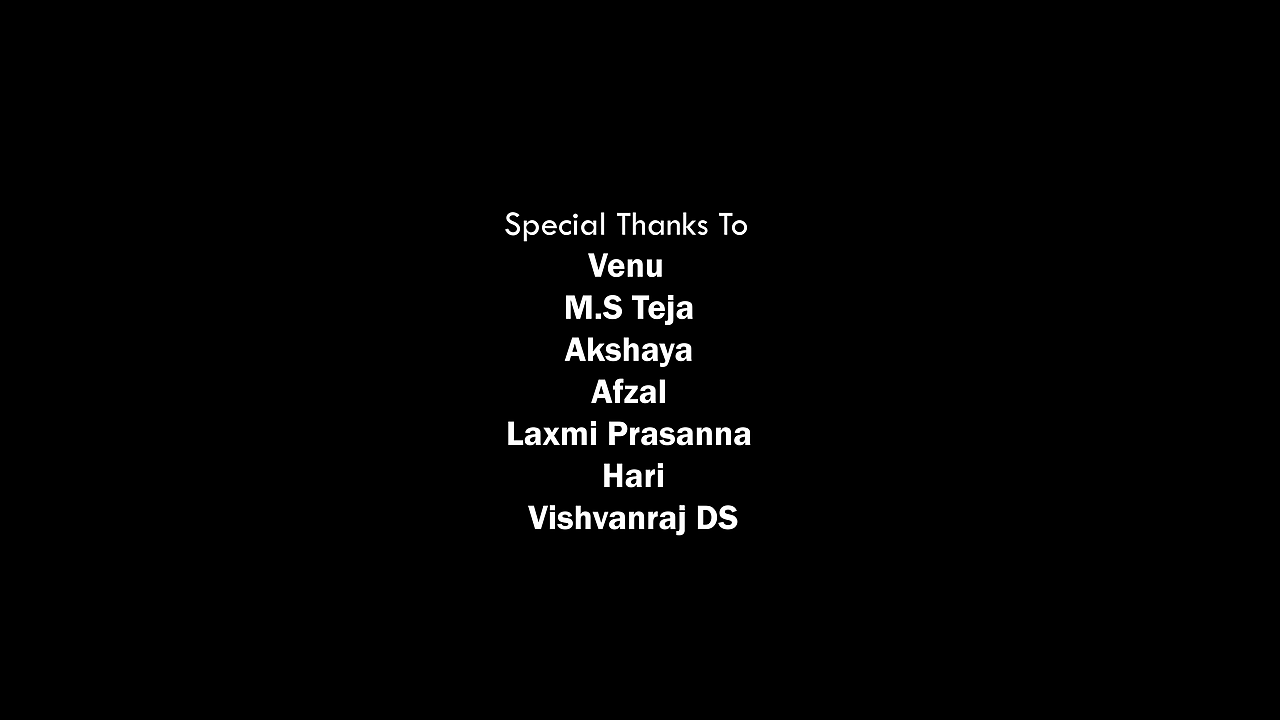 Special Thanks To
Venu
M.S Teja
Akshaya
Afzal
Laxmi Prasanna
Hari
Vishvanraj DS